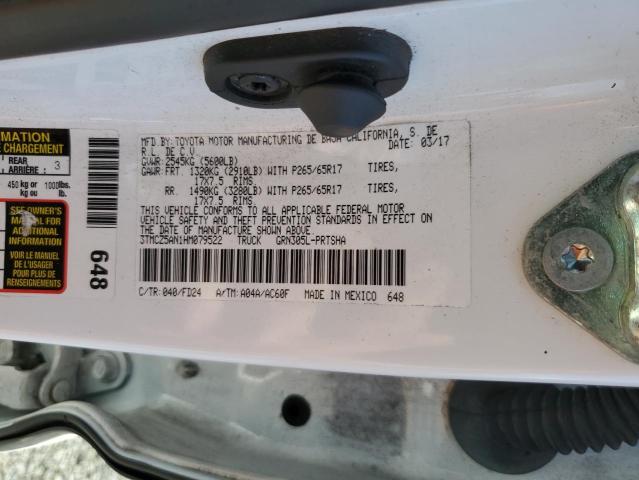 MFD.BY:TOYOTA MOTOR MANUFACTURING DE BAJA CALIFORNIA, S. DE
R.L. DE C.V. DATE: 03/17
GVWR:2545KG (5600LB)
GAWR:FRT. 1320KG (2910LB) WITH P265/65R17 TIRES,
17X7.5 RIMS
RR. 1490KG (3280LB) WITH P265/65R17 TIRES,
17X7.5 RIMS
THIS VEHICLE CONFORMS TO ALL APPLICABLE FEDERAL MOTOR
VEHICLE SAFETY AND THEFT PREVENTION STANDARDS IN EFFECT ON
THE DATE OF MANUFACTURE SHOWN ABOVE.
3TMCZ5AN1HM079522 TRUCK GRN305L-PRTSHA
C/TR: 040/FD24 A/TM: A04A/AC60F MADE IN MEXICO 648
MATION
E CHARGEMENT
REAR
ARRIÈRE : 3
450 kg or 1000 lbs.
kg ou lb.
SEE OWNER'S
MANUAL FOR
ADDITIONAL
INFORMATION
VOIR LE MANUEL
DE L'USAGER
POUR PLUS DE
RENSEIGNEMENTS
648